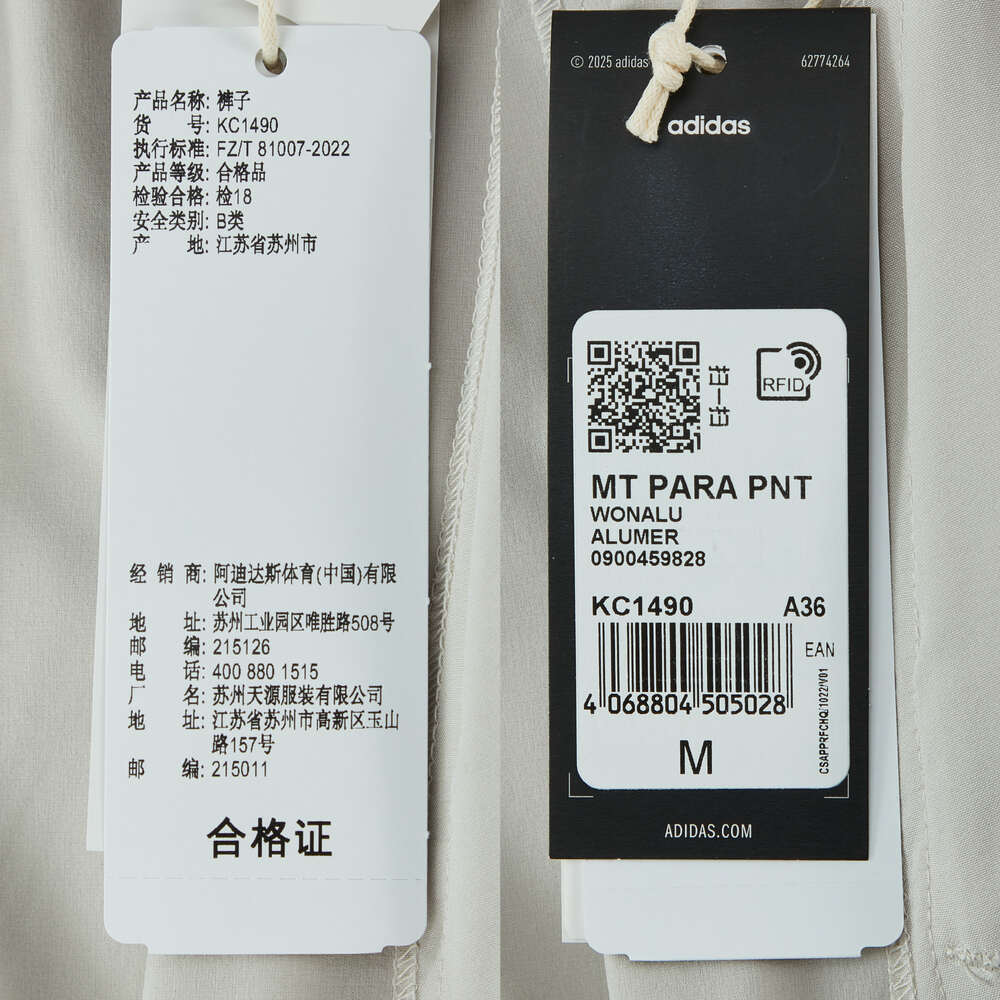 产品名称: 裤子
货 号: KC1490
执行标准: FZ/T 81007-2022
产品等级: 合格品
检验合格: 检18
安全类别: B类
产 地: 江苏省苏州市
经 销 商: 阿迪达斯体育(中国)有限
公司
地 址: 苏州工业园区唯胜路508号
邮 编: 215126
电 话: 400 880 1515
厂 名: 苏州天源服装有限公司
地 址: 江苏省苏州市高新区玉山
路157号
邮 编: 215011
合格证
© 2025 adidas
62774264
adidas
扫一扫
RFID
MT PARA PNT
WONALU
ALUMER
0900459828
KC1490 A36
EAN
4 068804 505028
CSAPPRFCHQ/1022/V01
M
ADIDAS.COM